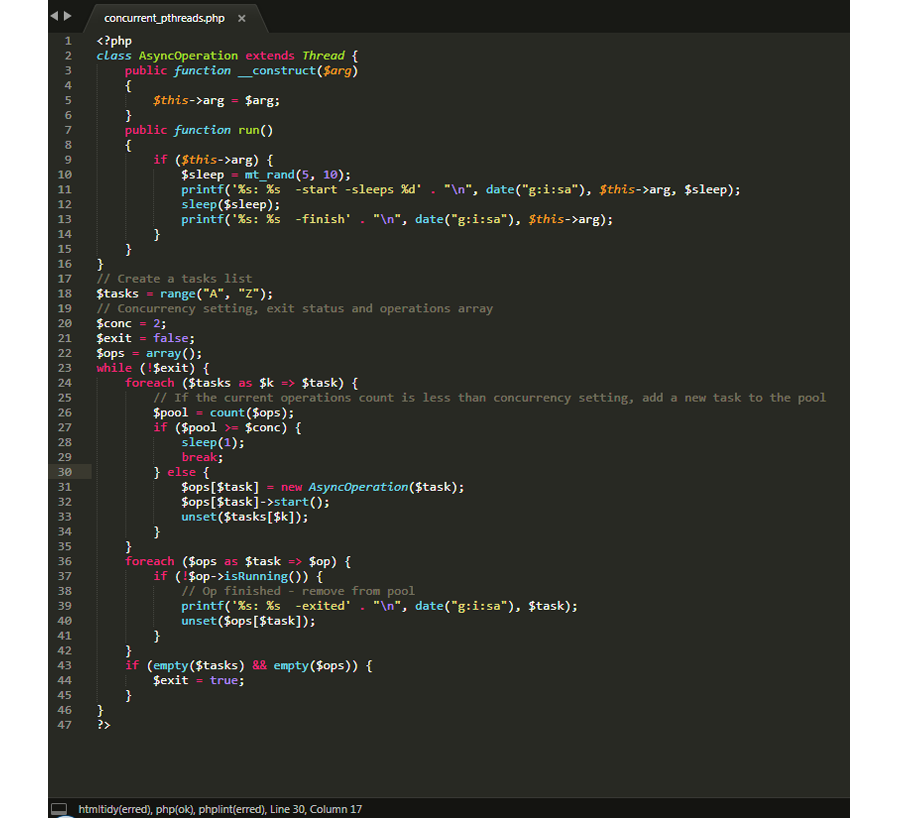 concurrent_pthreads.php ×
1 <?php
2 class AsyncOperation extends Thread {
3     public function __construct($arg)
4     {
5         $this->arg = $arg;
6     }
7     public function run()
8     {
9         if ($this->arg) {
10             $sleep = mt_rand(5, 10);
11             printf('%s: %s  -start -sleeps %d' . "\n", date("g:i:sa"), $this->arg, $sleep);
12             sleep($sleep);
13             printf('%s: %s  -finish' . "\n", date("g:i:sa"), $this->arg);
14         }
15     }
16 }
17 // Create a tasks list
18 $tasks = range("A", "Z");
19 // Concurrency setting, exit status and operations array
20 $conc = 2;
21 $exit = false;
22 $ops = array();
23 while (!$exit) {
24     foreach ($tasks as $k => $task) {
25         // If the current operations count is less than concurrency setting, add a new task to the pool
26         $pool = count($ops);
27         if ($pool >= $conc) {
28             sleep(1);
29             break;
30         } else {
31             $ops[$task] = new AsyncOperation($task);
32             $ops[$task]->start();
33             unset($tasks[$k]);
34         }
35     }
36     foreach ($ops as $task => $op) {
37         if (!$op->isRunning()) {
38             // Op finished - remove from pool
39             printf('%s: %s  -exited' . "\n", date("g:i:sa"), $task);
40             unset($ops[$task]);
41         }
42     }
43     if (empty($tasks) && empty($ops)) {
44         $exit = true;
45     }
46 }
47 ?>
htmltidy(erred), php(ok), phplint(erred), Line 30, Column 17